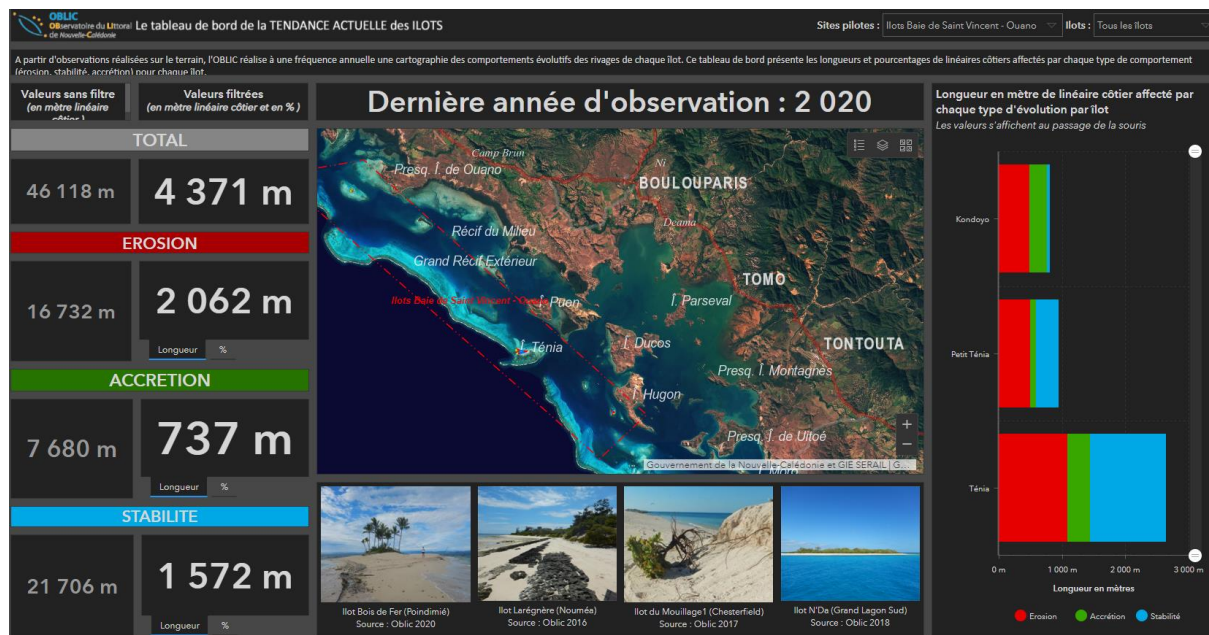 OBLIC
OBservatoire du LIttoral
de Nouvelle-Calédonie
Le tableau de bord de la TENDANCE ACTUELLE des ILOTS
Sites pilotes :
Ilots Baie de Saint Vincent - Ouano
Ilots :
Tous les îlots
A partir d'observations réalisées sur le terrain, l'OBLIC réalise à une fréquence annuelle une cartographie des comportements évolutifs des rivages de chaque îlot. Ce tableau de bord présente les longueurs et pourcentages de linéaires côtiers affectés par chaque type de comportement
(érosion, stabilité, accrétion) pour chaque îlot.
Valeurs sans filtre
(en mètre linéaire
côtier )
Valeurs filtrées
(en mètre linéaire côtier et en % )
TOTAL
46 118 m
4 371 m
EROSION
16 732 m
2 062 m
Longueur
%
ACCRETION
7 680 m
737 m
Longueur
%
STABILITE
21 706 m
1 572 m
Longueur
%
Dernière année d'observation : 2 020
Camp Brun
Presq. Î. de Ouano
Ni
BOULOUPARIS
Deama
Récif du Milieu
Grand Récif Extérieur
TOMO
Ilots Baie de Saint Vincent - Ouano
Î. Puen
Î. Parseval
Î. Ténia
Î. Ducos
TONTOUTA
Presq. Î. Montagnes
Î. Hugon
+
−
Presq. Î. de Uitoé
Gouvernement de la Nouvelle-Calédonie et GIE SERAIL | G...
Ilot Bois de Fer (Poindimié)
Source : Oblic 2020
Ilot Larégnère (Nouméa)
Source : Oblic 2016
Ilot du Mouillage1 (Chesterfield)
Source : Oblic 2017
Ilot N'Da (Grand Lagon Sud)
Source : Oblic 2018
Longueur en mètre de linéaire côtier affecté par
chaque type d'évolution par îlot
Les valeurs s'affichent au passage de la souris
Kondoyo
Petit Ténia
Ténia
0 m
1 000 m
2 000 m
3 000 m
Longueur en mètres
Erosion
Accrétion
Stabilité